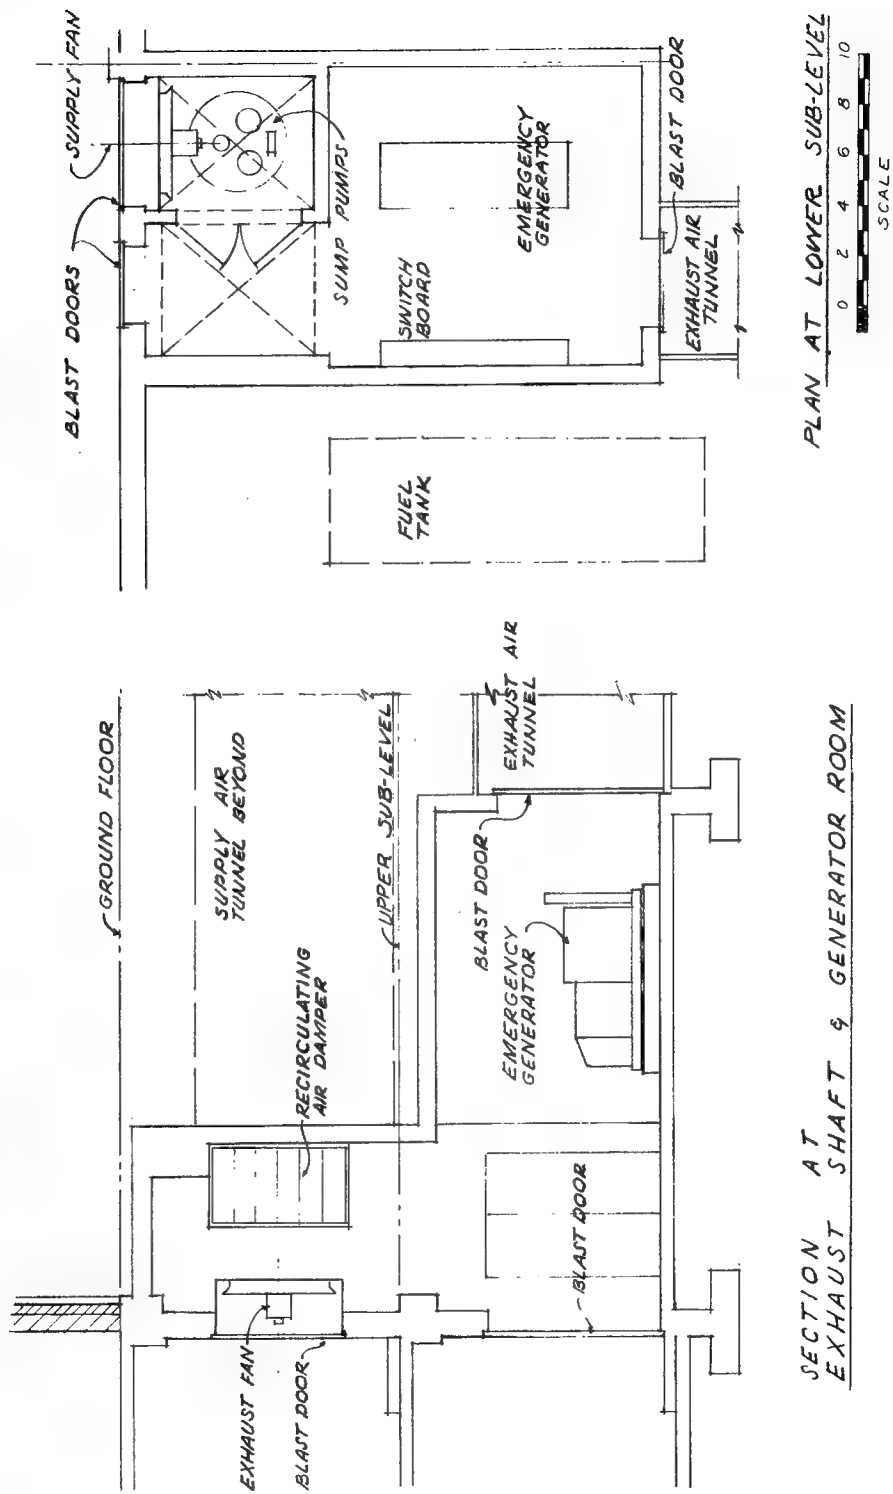 GROUND FLOOR
SUPPLY AIR
TUNNEL BEYOND
UPPER SUB-LEVEL
RECIRCULATING
AIR DAMPER
EXHAUST AIR
TUNNEL
BLAST DOOR
EMERGENCY
GENERATOR
BLAST DOOR
EXHAUST FAN
BLAST DOOR
SECTION AT
EXHAUST SHAFT & GENERATOR ROOM
SUPPLY FAN
BLAST DOORS
SUMP PUMPS
SWITCH
BOARD
EMERGENCY
GENERATOR
BLAST DOOR
EXHAUST AIR
TUNNEL
FUEL
TANK
PLAN AT LOWER SUB-LEVEL
0 2 4 6 8 10
SCALE